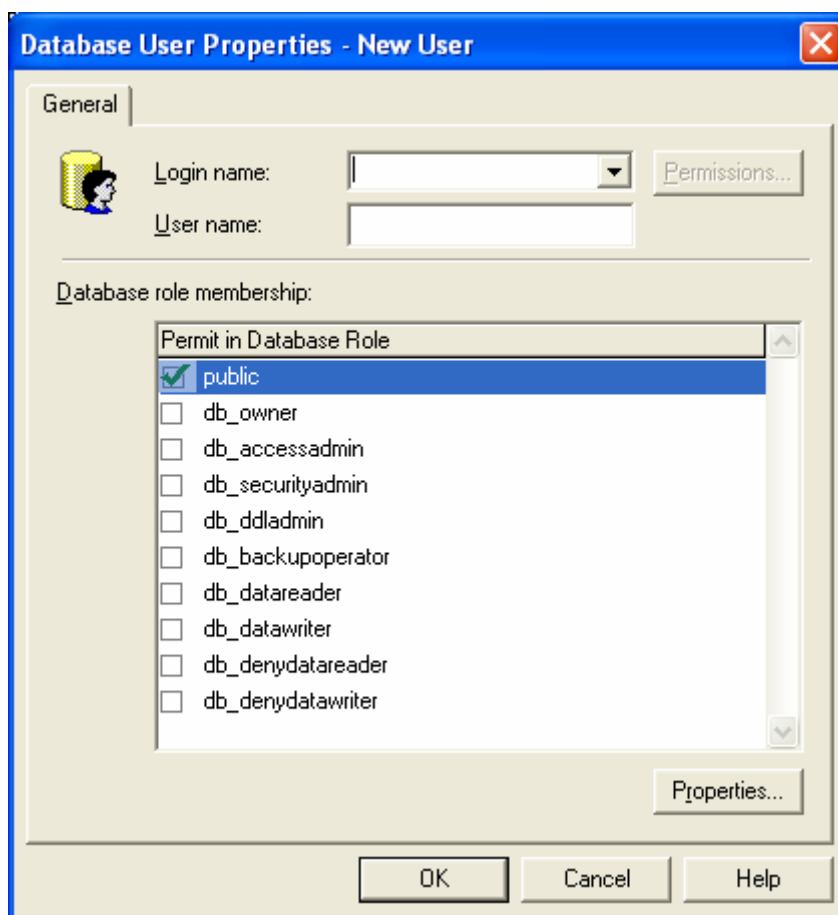 Database User Properties - New User
General
Login name:
Permissions...
User name:
Database role membership:
Permit in Database Role
public
db_owner
db_accessadmin
db_securityadmin
db_ddladmin
db_backupoperator
db_datareader
db_datawriter
db_denydatareader
db_denydatawriter
Properties...
OK Cancel Help